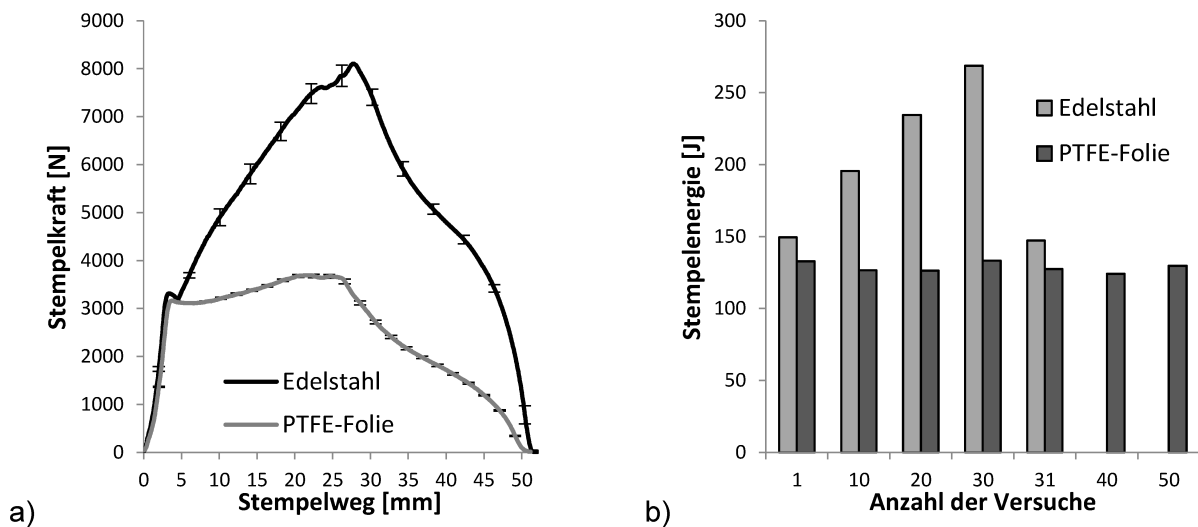 9000
8000
7000
6000
5000
4000
3000
2000
1000
0
Stempelkraft [N]
Edelstahl
PTFE-Folie
0 5 10 15 20 25 30 35 40 45 50
Stempelweg [mm]
a)
300
250
200
150
100
50
0
Stempelenergie [J]
Edelstahl
PTFE-Folie
1 10 20 30 31 40 50
Anzahl der Versuche
b)